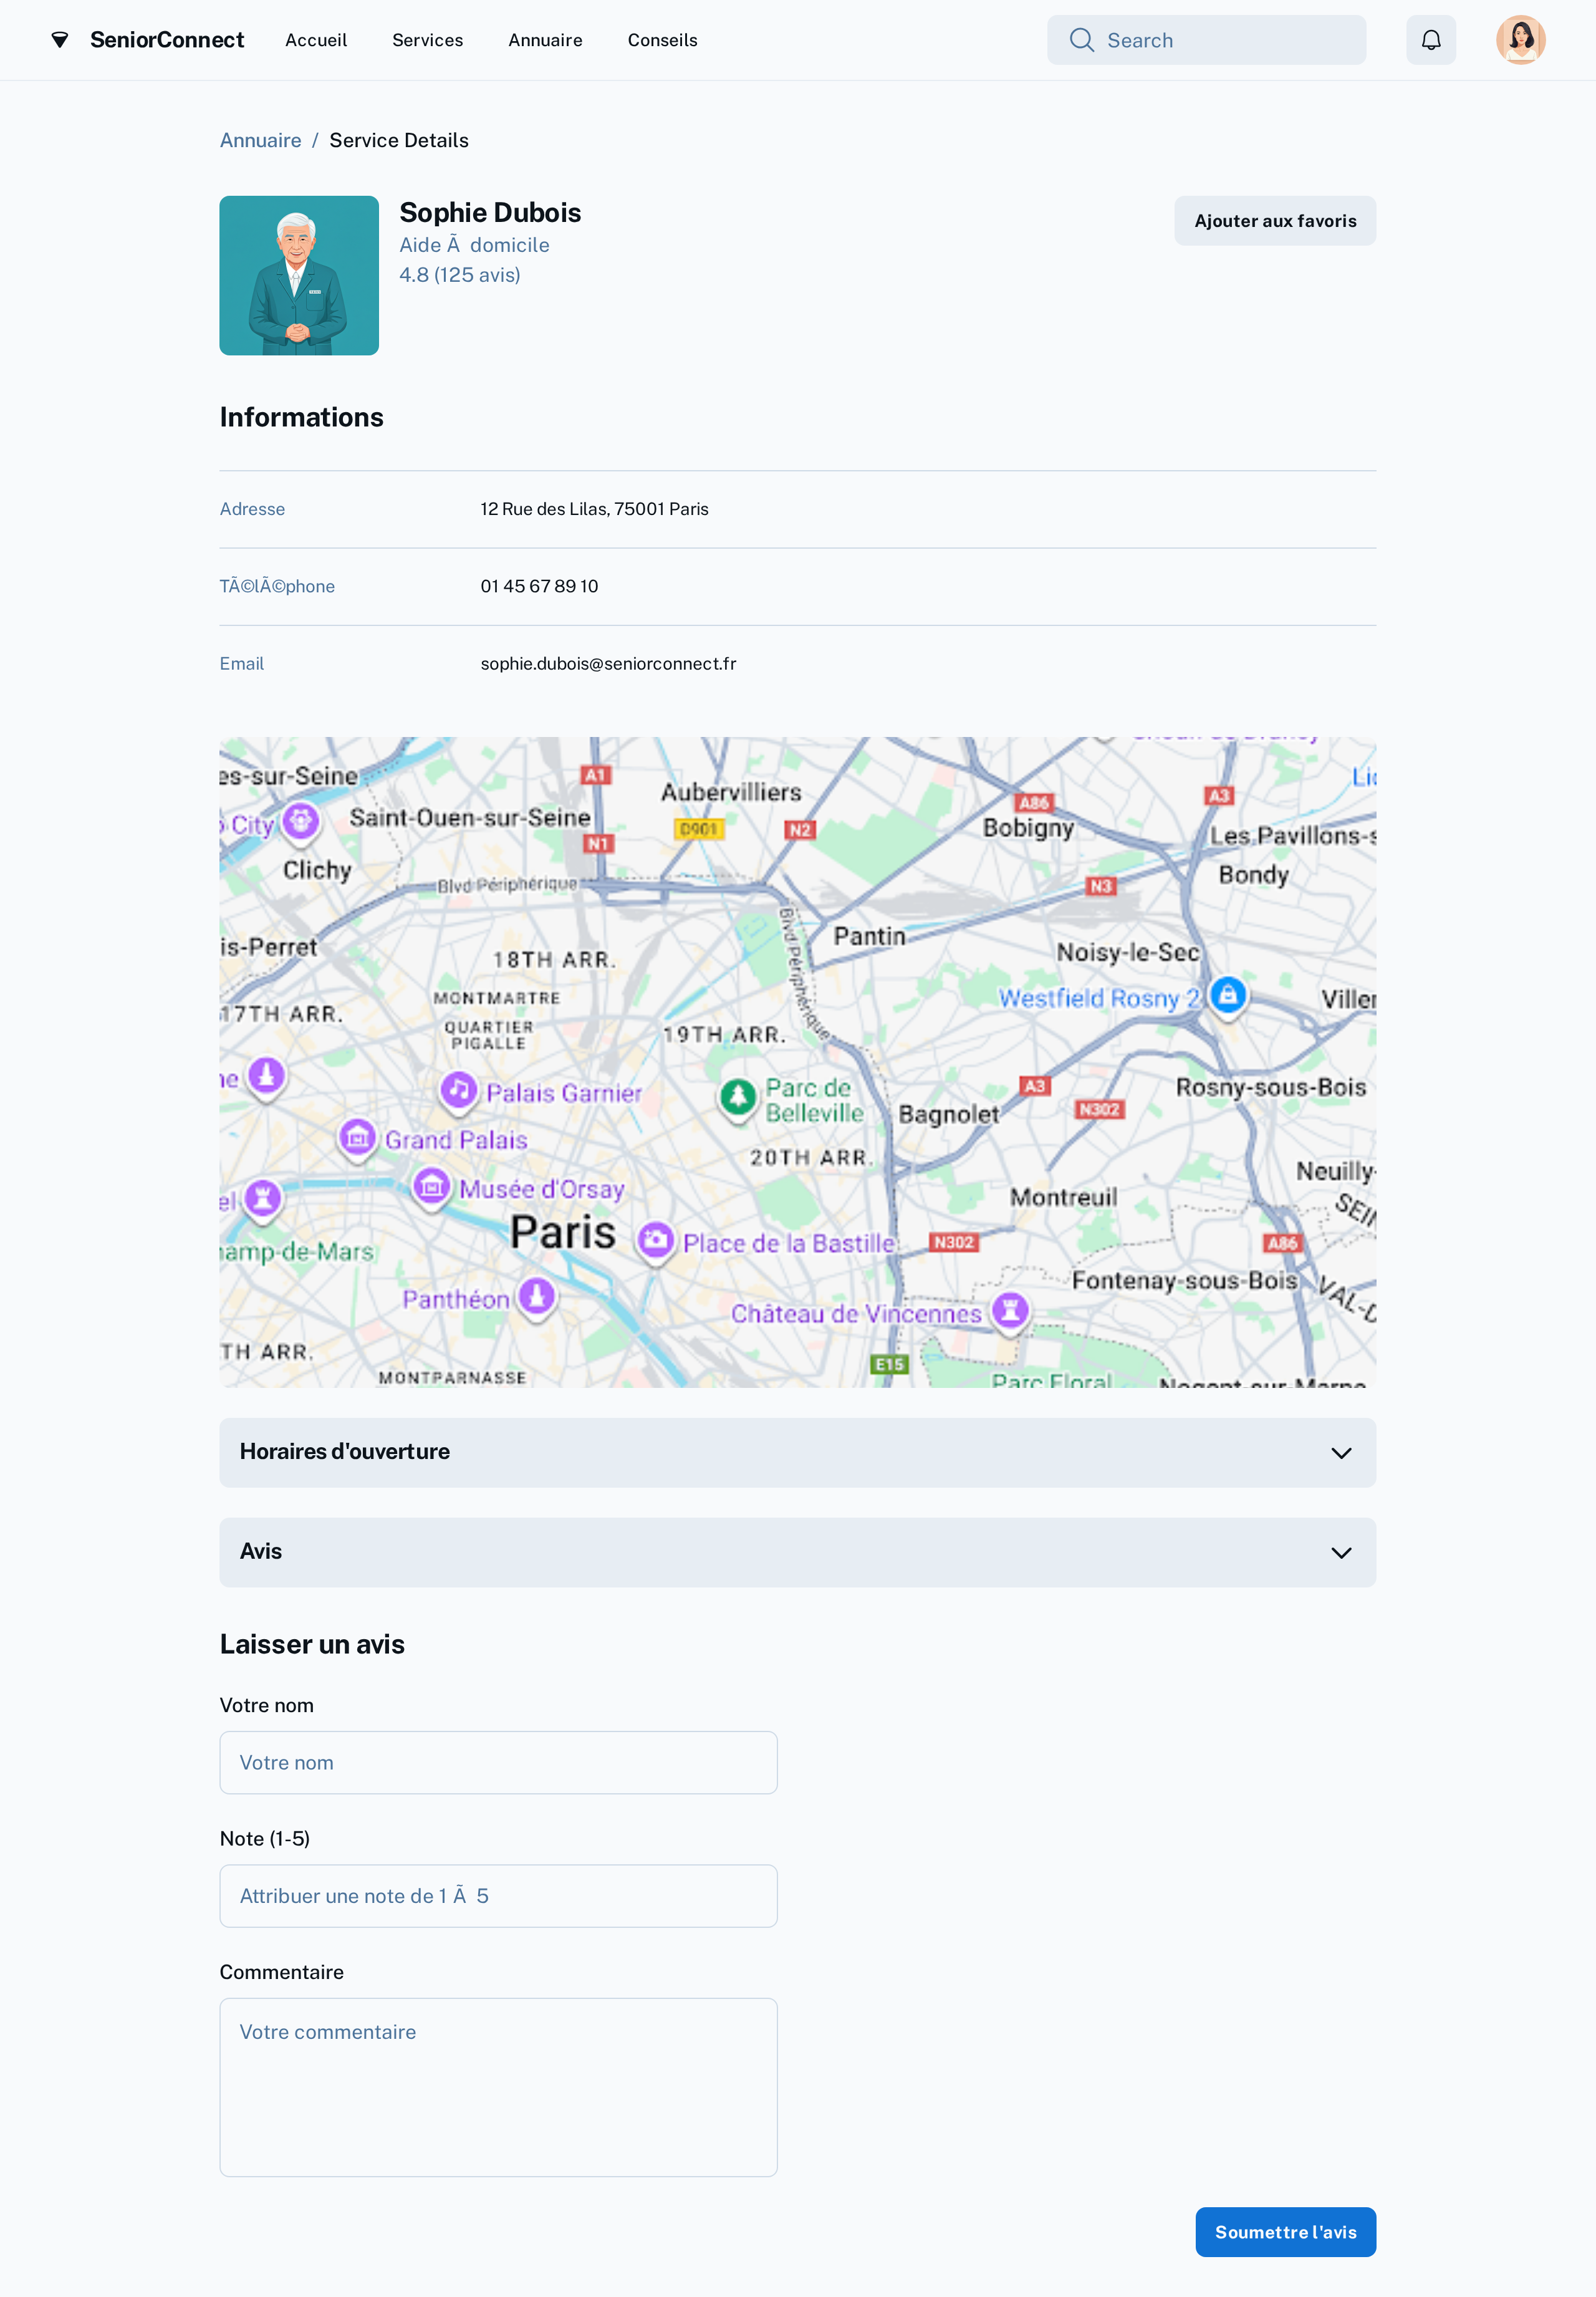 SeniorConnect
Accueil
Services
Annuaire
Conseils
Search
Annuaire / Service Details
Sophie Dubois
Aide Ã  domicile
4.8 (125 avis)
Ajouter aux favoris
Informations
Adresse
12 Rue des Lilas, 75001 Paris
TÃ©lÃ©phone
01 45 67 89 10
Email
sophie.dubois@seniorconnect.fr
es-sur-Seine
A1
Aubervilliers
A86
A3
City
Saint-Ouen-sur-Seine
D901
N2
Bobigny
Les Pavillons-s
N1
Clichy
Blvd Périphérique
N3
Bondy
Blvd Périphérique
Pantin
is-Perret
18TH ARR.
Noisy-le-Sec
MONTMARTRE
Westfield Rosny 2
Viller
17TH ARR.
QUARTIER
PIGALLE
19TH ARR.
ne
Palais Garnier
Parc de
Belleville
A3
Rosny-sous-Bois
N302
Bagnolet
Grand Palais
20TH ARR.
Neuilly-
el
Musée d'Orsay
Montreuil
SEIN
Paris
Place de la Bastille
N302
A86
hamp-de-Mars
Fontenay-sous-Bois
VAL-D
Panthéon
Château de Vincennes
TH ARR.
E15
MONTPARNASSE
Parc Floral
Nogent-sur-Marne
Horaires d'ouverture
Avis
Laisser un avis
Votre nom
Votre nom
Note (1-5)
Attribuer une note de 1 Ã  5
Commentaire
Votre commentaire
Soumettre l'avis